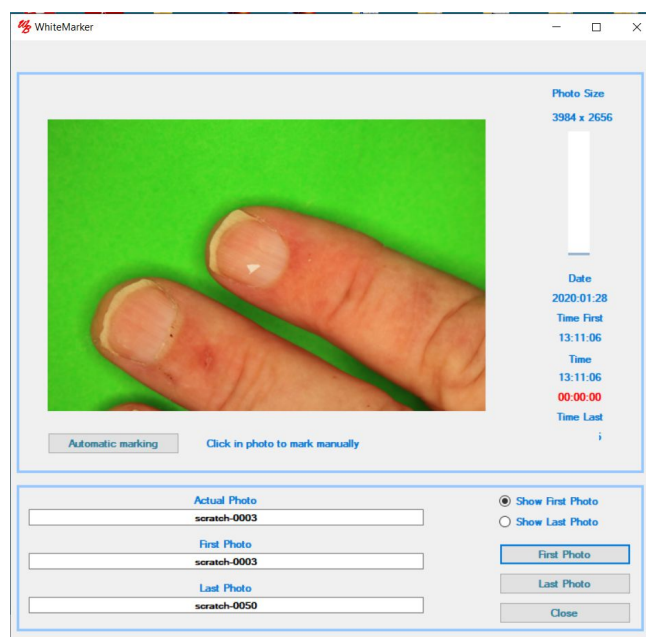 WhiteMarker
Photo Size
3984 x 2656
Date
2020:01:28
Time First
13:11:06
Time
13:11:06
00:00:00
Time Last
Automatic marking
Click in photo to mark manually
Actual Photo
scratch-0003
First Photo
scratch-0003
Last Photo
scratch-0050
Show First Photo
Show Last Photo
First Photo
Last Photo
Close